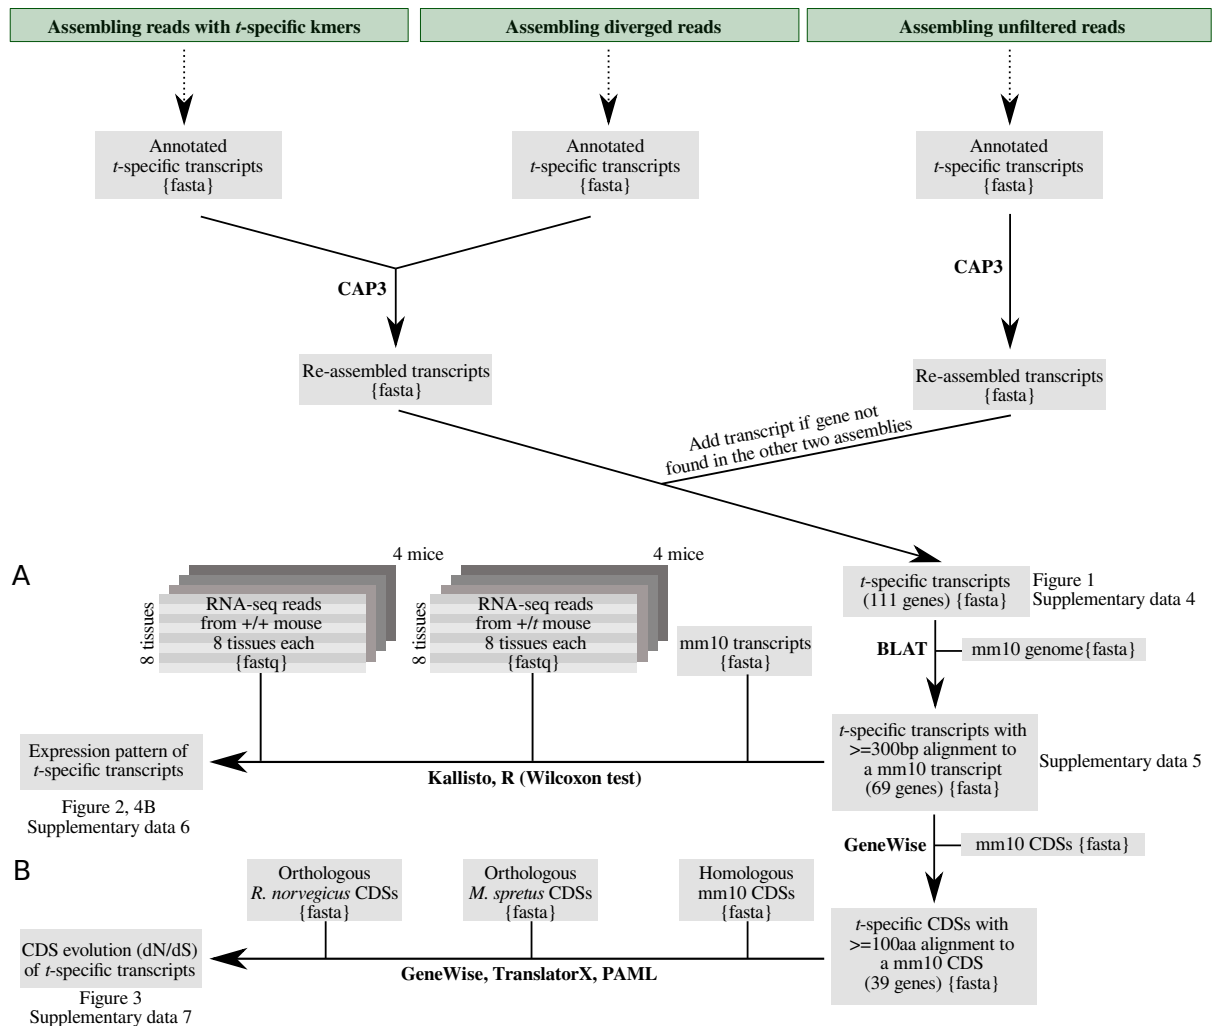 Assembling reads with t-specific kmers
Assembling diverged reads
Assembling unfiltered reads
Annotated
t-specific transcripts
{fasta}
Annotated
t-specific transcripts
{fasta}
Annotated
t-specific transcripts
{fasta}
CAP3
CAP3
Re-assembled transcripts
{fasta}
Re-assembled transcripts
{fasta}
Add transcript if gene not
found in the other two assemblies
A
4 mice
8 tissues
RNA-seq reads
from +/+ mouse
8 tissues each
{fastq}
4 mice
8 tissues
RNA-seq reads
from +/t mouse
8 tissues each
{fastq}
mm10 transcripts
{fasta}
t-specific transcripts
(111 genes) {fasta}
Figure 1
Supplementary data 4
BLAT
mm10 genome{fasta}
t-specific transcripts with
>=300bp alignment to
a mm10 transcript
(69 genes) {fasta}
Supplementary data 5
Expression pattern of
t-specific transcripts
Kallisto, R (Wilcoxon test)
Figure 2, 4B
Supplementary data 6
GeneWise
mm10 CDSs {fasta}
B
Orthologous
R. norvegicus CDSs
{fasta}
Orthologous
M. spretus CDSs
{fasta}
Homologous
mm10 CDSs
{fasta}
t-specific CDSs with
>=100aa alignment to
a mm10 CDS
(39 genes) {fasta}
CDS evolution (dN/dS)
of t-specific transcripts
GeneWise, TranslatorX, PAML
Figure 3
Supplementary data 7